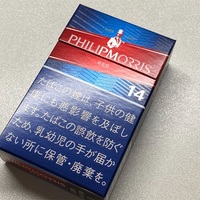 PHILIP MORRIS
14
たばこの煙は、子供の健
康にも悪影響を及ぼし
ます。たばこの誤飲を防ぐ
ため、乳幼児の手が届か
ない所に保管・廃棄を。